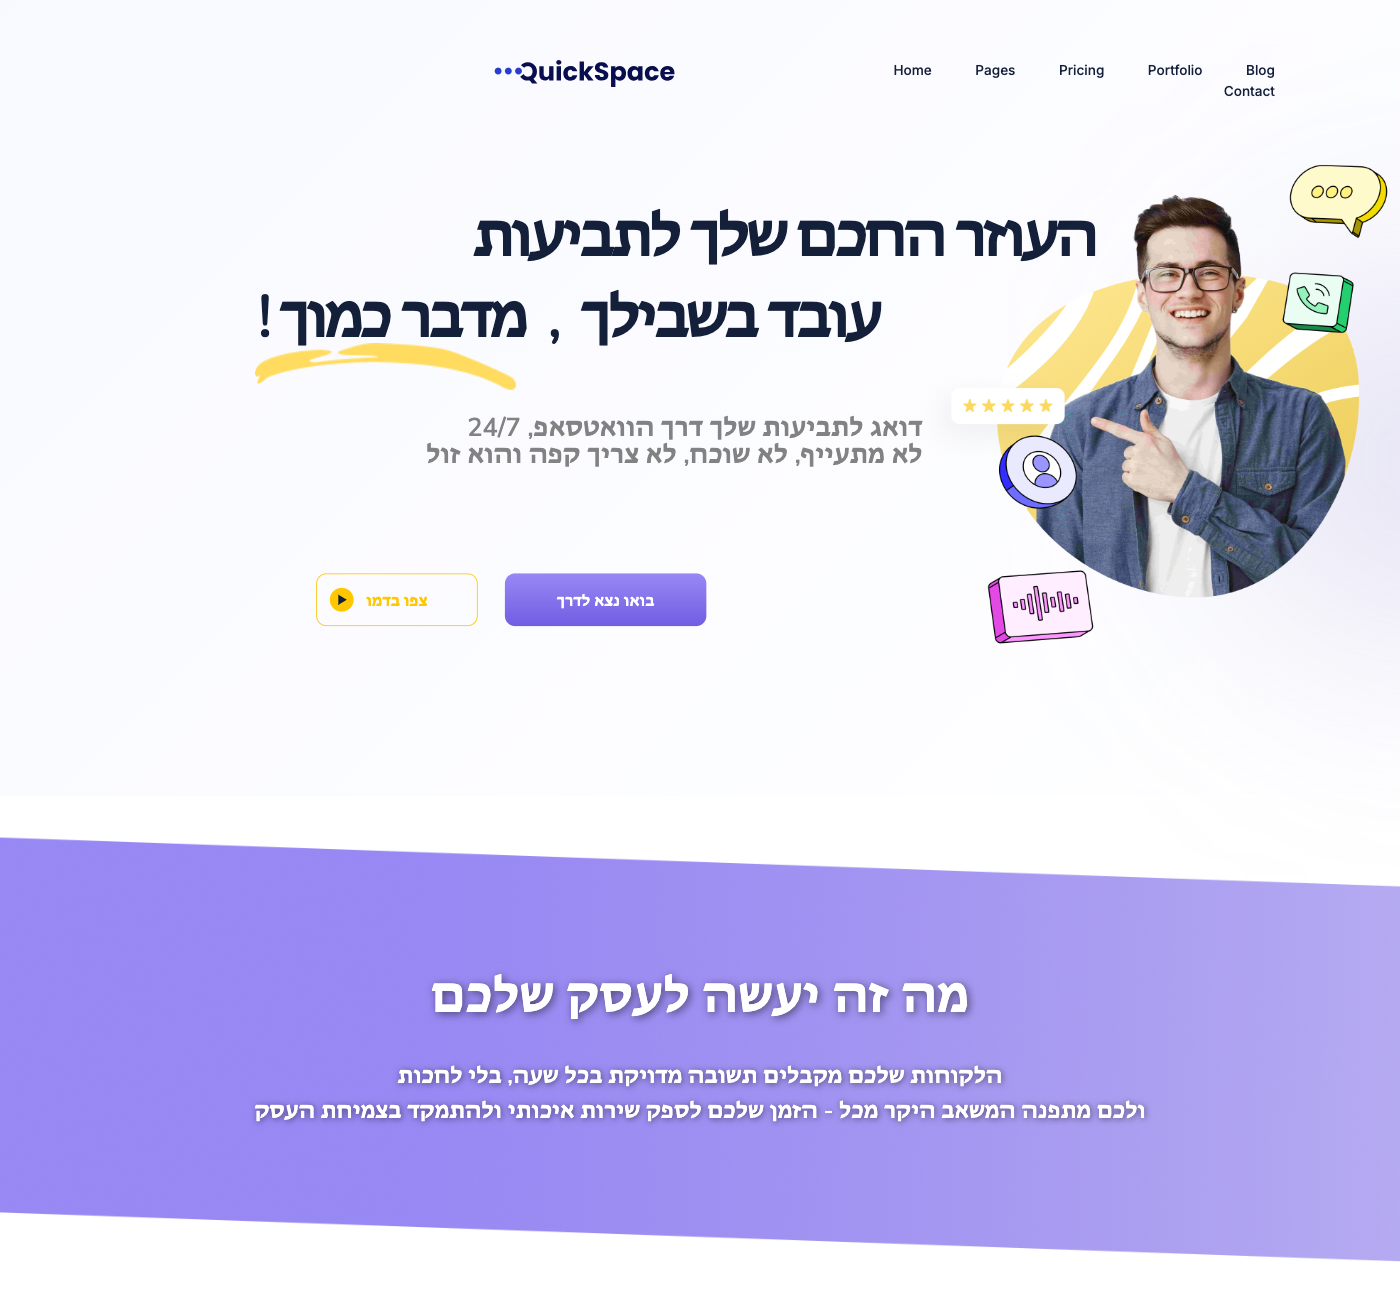 QuickSpace
Home Pages Pricing Portfolio Blog
Contact
העוזר החכם שלך לתביעות
עובד בשבילך , מדבר כמוך!
דואג לתביעות שלך דרך הוואטסאפ, 24/7
לא מתעייף, לא שוכח, לא צריך קפה והוא זול
בואו נצא לדרך
צפו בדמו
מה זה יעשה לעסק שלכם
הלקוחות שלכם מקבלים תשובה מדויקת בכל שעה, בלי לחכות
ולכם מתפנה המשאב היקר מכל - הזמן שלכם לספק שירות איכותי ולהתמקד בצמיחת העסק